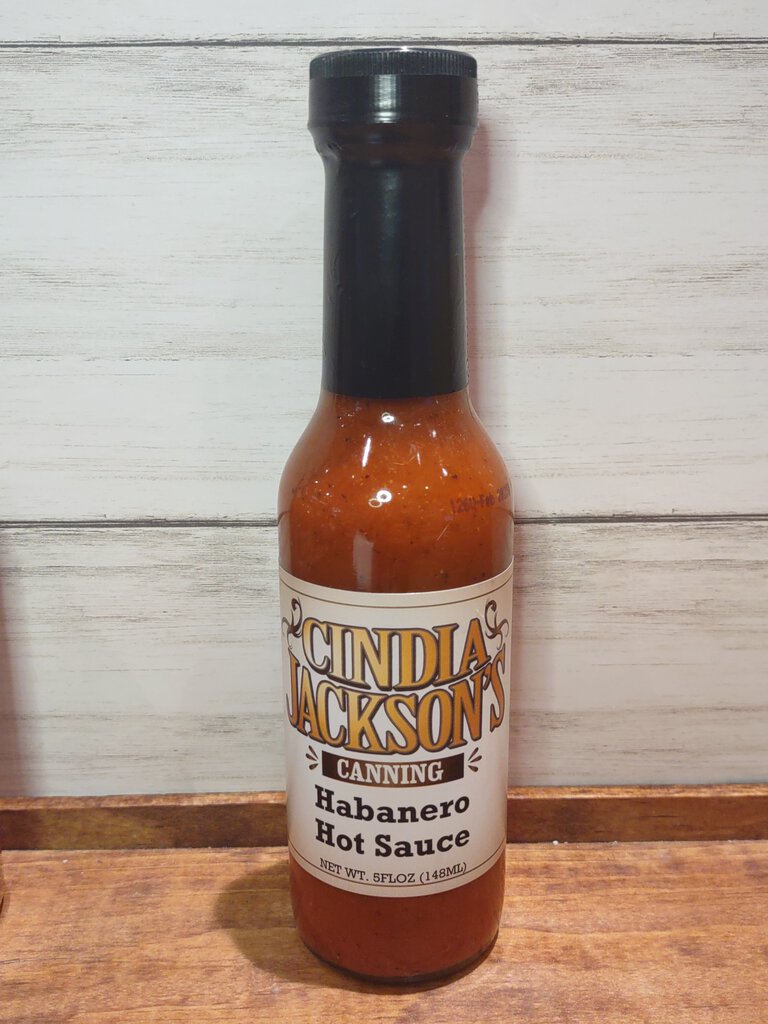 CINDIA
JACKSON'S
CANNING
Habanero
Hot Sauce
NET WT. 5FLOZ (148ML)